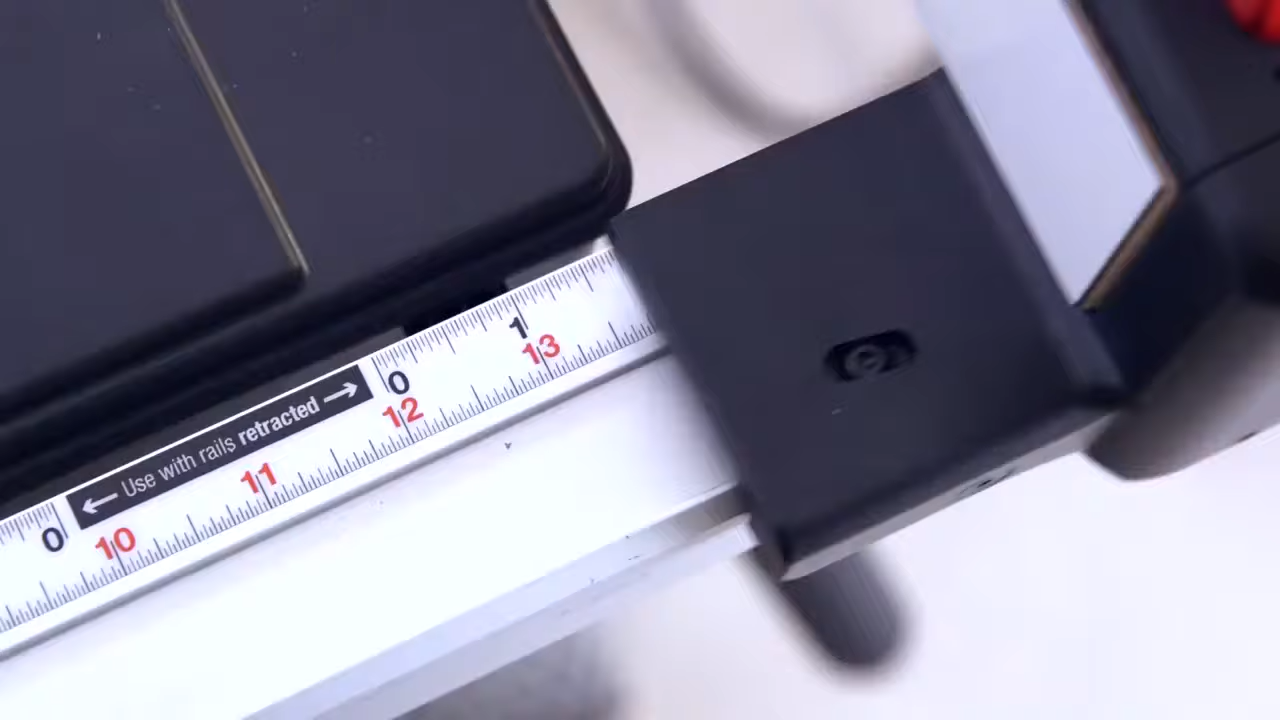 0 1
← Use with rails retracted →
0 10 11 12 13